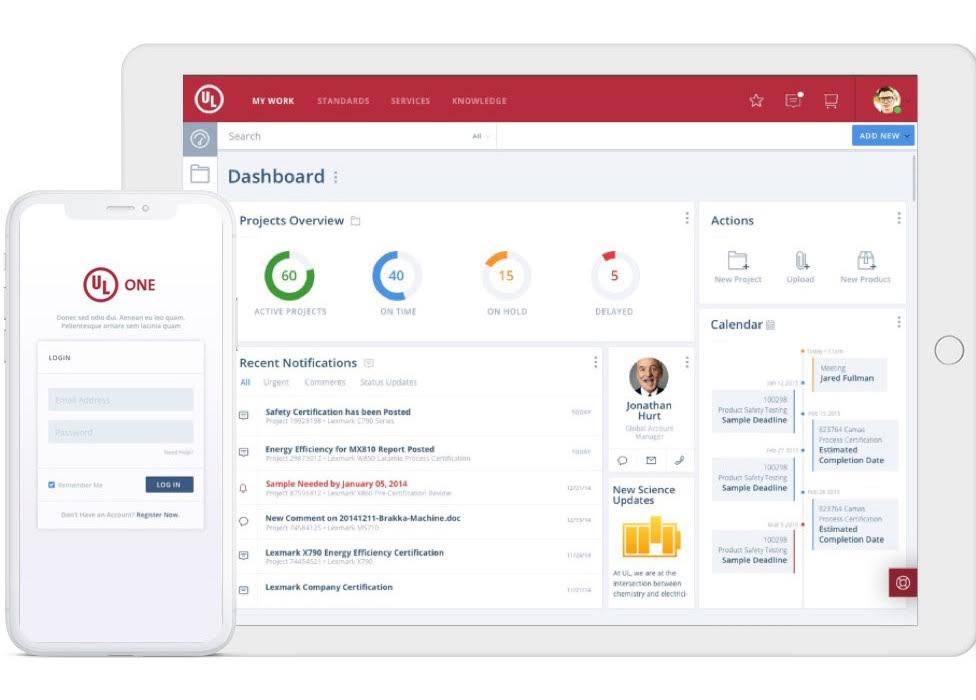 UL
MY WORK
STANDARDS
SERVICES
KNOWLEDGE
Search
All
ADD NEW
Dashboard
Projects Overview
60
40
15
5
ACTIVE PROJECTS
ON TIME
ON HOLD
DELAYED
Actions
New Project
Upload
New Product
Recent Notifications
All
Urgent
Comments
Status Updates
Safety Certification has been Posted
Project 19928198 • Lexmark C790 Series
TODAY
Energy Efficiency for MX810 Report Posted
Project 29873012 • Lexmark W850 Laramie Process Certification
TODAY
Sample Needed by January 05, 2014
Project 87595812 • Lexmark X860 Pre-Certification Review
12/21/14
New Comment on 20141211-Brakka-Machine.doc
Project 74584125 • Lexmark MS710
12/15/14
Lexmark X790 Energy Efficiency Certification
Project 74454521 • Lexmark X790
11/24/14
Lexmark Company Certification
11/21/14
Jonathan
Hurt
Global Account
Manager
New Science
Updates
At UL, we are at the
intersection between
chemistry and electrici
Calendar
Today • 11am
Meeting
Jared Fullman
Jan 12 2015
100298
Product Safety Testing
Sample Deadline
Feb 15 2015
823764 Camas
Process Certification
Estimated
Completion Date
Feb 27 2015
100298
Product Safety Testing
Sample Deadline
Feb 28 2015
823764 Camas
Process Certification
Estimated
Completion Date
Mar 5 2015
100298
Product Safety Testing
Sample Deadline
UL ONE
Donec sed odio dui. Aenean eu leo quam.
Pellentesque ornare sem lacinia quam
LOGIN
Email Address
Password
Need Help?
Remember Me
LOG IN
Don't Have an Account? Register Now.